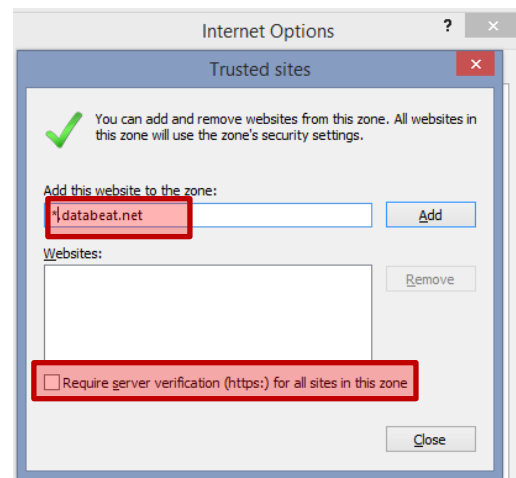 Internet Options
?
Trusted sites
You can add and remove websites from this zone. All websites in
this zone will use the zone's security settings.
Add this website to the zone:
*.databeat.net
Add
Websites:
Remove
Require server verification (https:) for all sites in this zone
Close